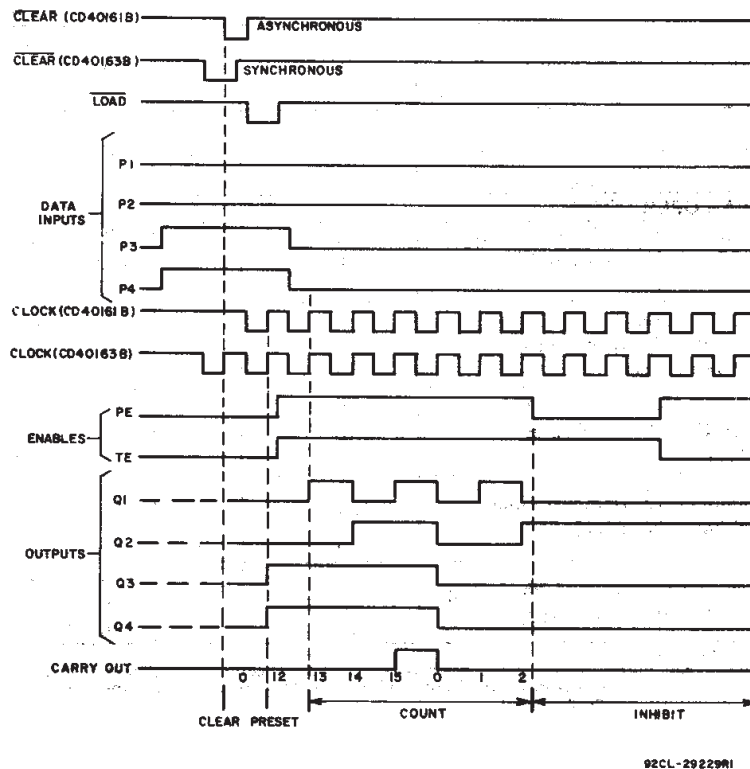 CLEAR (CD40161B)
ASYNCHRONOUS
CLEAR (CD40163B)
SYNCHRONOUS
LOAD
DATA
INPUTS
P1
P2
P3
P4
CLOCK (CD40161B)
CLOCK (CD40163B)
ENABLES
PE
TE
OUTPUTS
Q1
Q2
Q3
Q4
CARRY OUT
0 12 13 14 15 0 1 2
CLEAR PRESET COUNT INHIBIT
92CL-29229R1